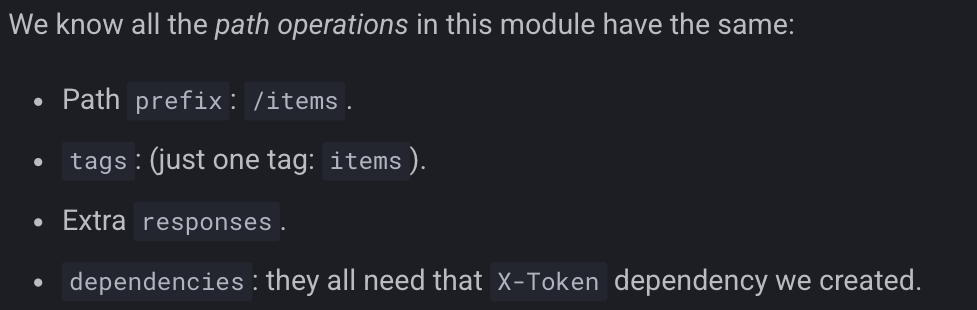 We know all the path operations in this module have the same:
• Path prefix: /items.
• tags: (just one tag: items).
• Extra responses.
• dependencies: they all need that X-Token dependency we created.